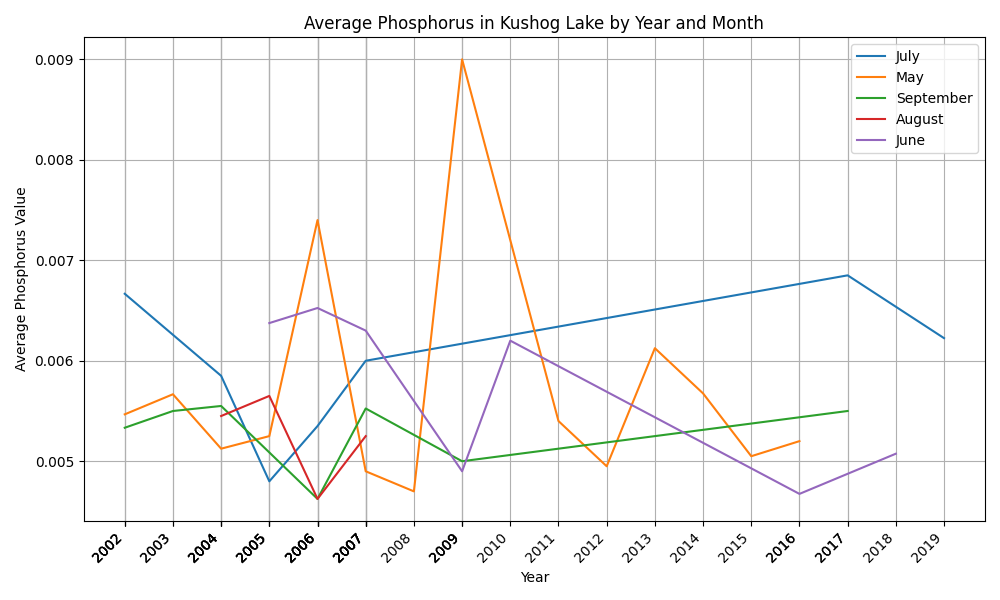 Average Phosphorus in Kushog Lake by Year and Month
Average Phosphorus Value
0.009
0.008
0.007
0.006
0.005
July
May
September
August
June
2002 2003 2004 2005 2006 2007 2008 2009 2010 2011 2012 2013 2014 2015 2016 2017 2018 2019
Year